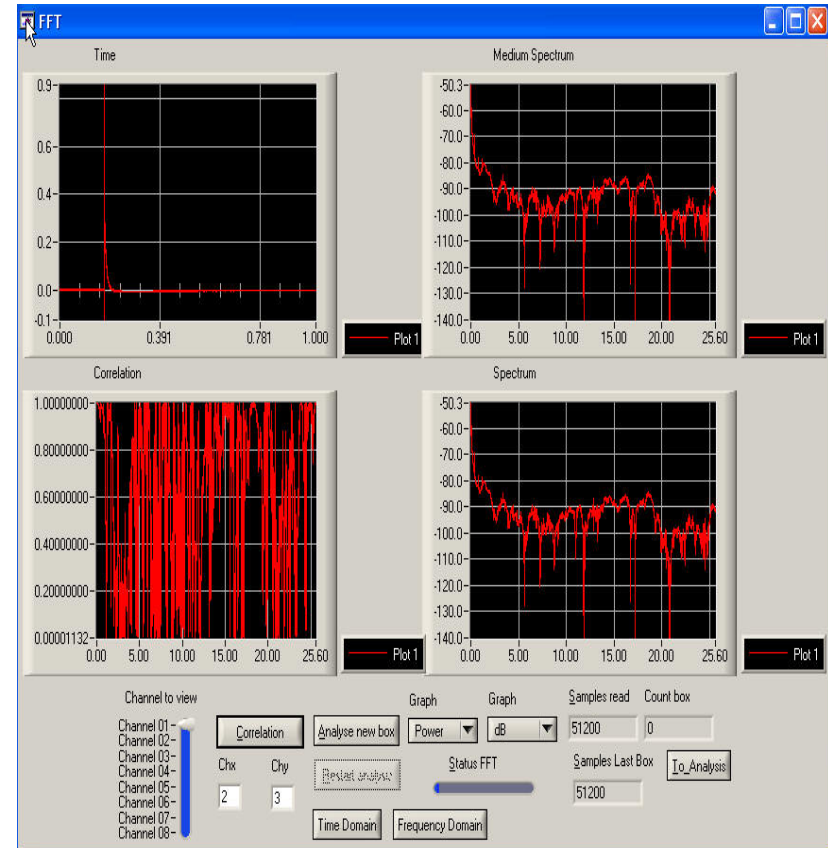 FFT
Time
0.9-
0.6-
0.4-
0.2-
0.0-
-0.1-
0.000 0.391 0.781 1.000
Plot 1
Medium Spectrum
-50.3-
-60.0-
-70.0-
-80.0-
-90.0-
-100.0-
-110.0-
-120.0-
-130.0-
-140.0-
0.00 5.00 10.00 15.00 20.00 25.60
Plot 1
Correlation
1.00000000-
0.80000000-
0.60000000-
0.40000000-
0.20000000-
0.00001132-
0.00 5.00 10.00 15.00 20.00 25.60
Plot 1
Spectrum
-50.3-
-60.0-
-70.0-
-80.0-
-90.0-
-100.0-
-110.0-
-120.0-
-130.0-
-140.0-
0.00 5.00 10.00 15.00 20.00 25.60
Plot 1
Channel to view
Channel 01-
Channel 02-
Channel 03-
Channel 04-
Channel 05-
Channel 06-
Channel 07-
Channel 08-
Correlation
Chx Chy
2 3
Analyse new box
Restart analysis
Time Domain
Frequency Domain
Graph Graph
Power dB
Status FFT
Samples read Count box
51200 0
Samples Last Box
51200
To_Analysis